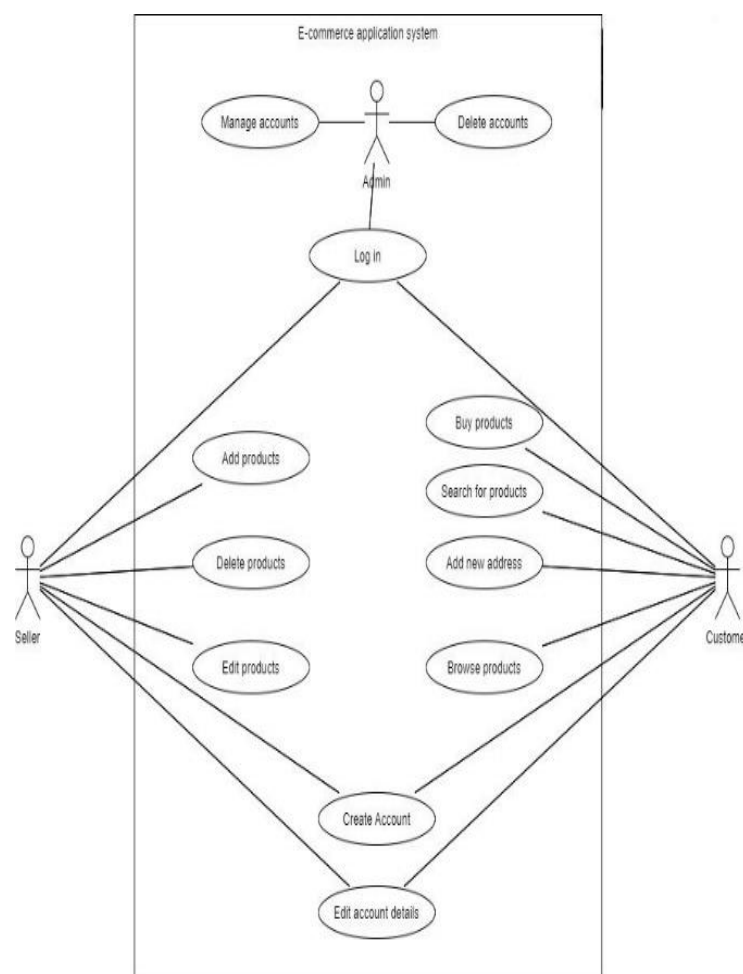 E-commerce application system
Manage accounts
Delete accounts
Admin
Log in
Buy products
Add products
Search for products
Delete products
Add new address
Seller
Custome
Edit products
Browse products
Create Account
Edit account details